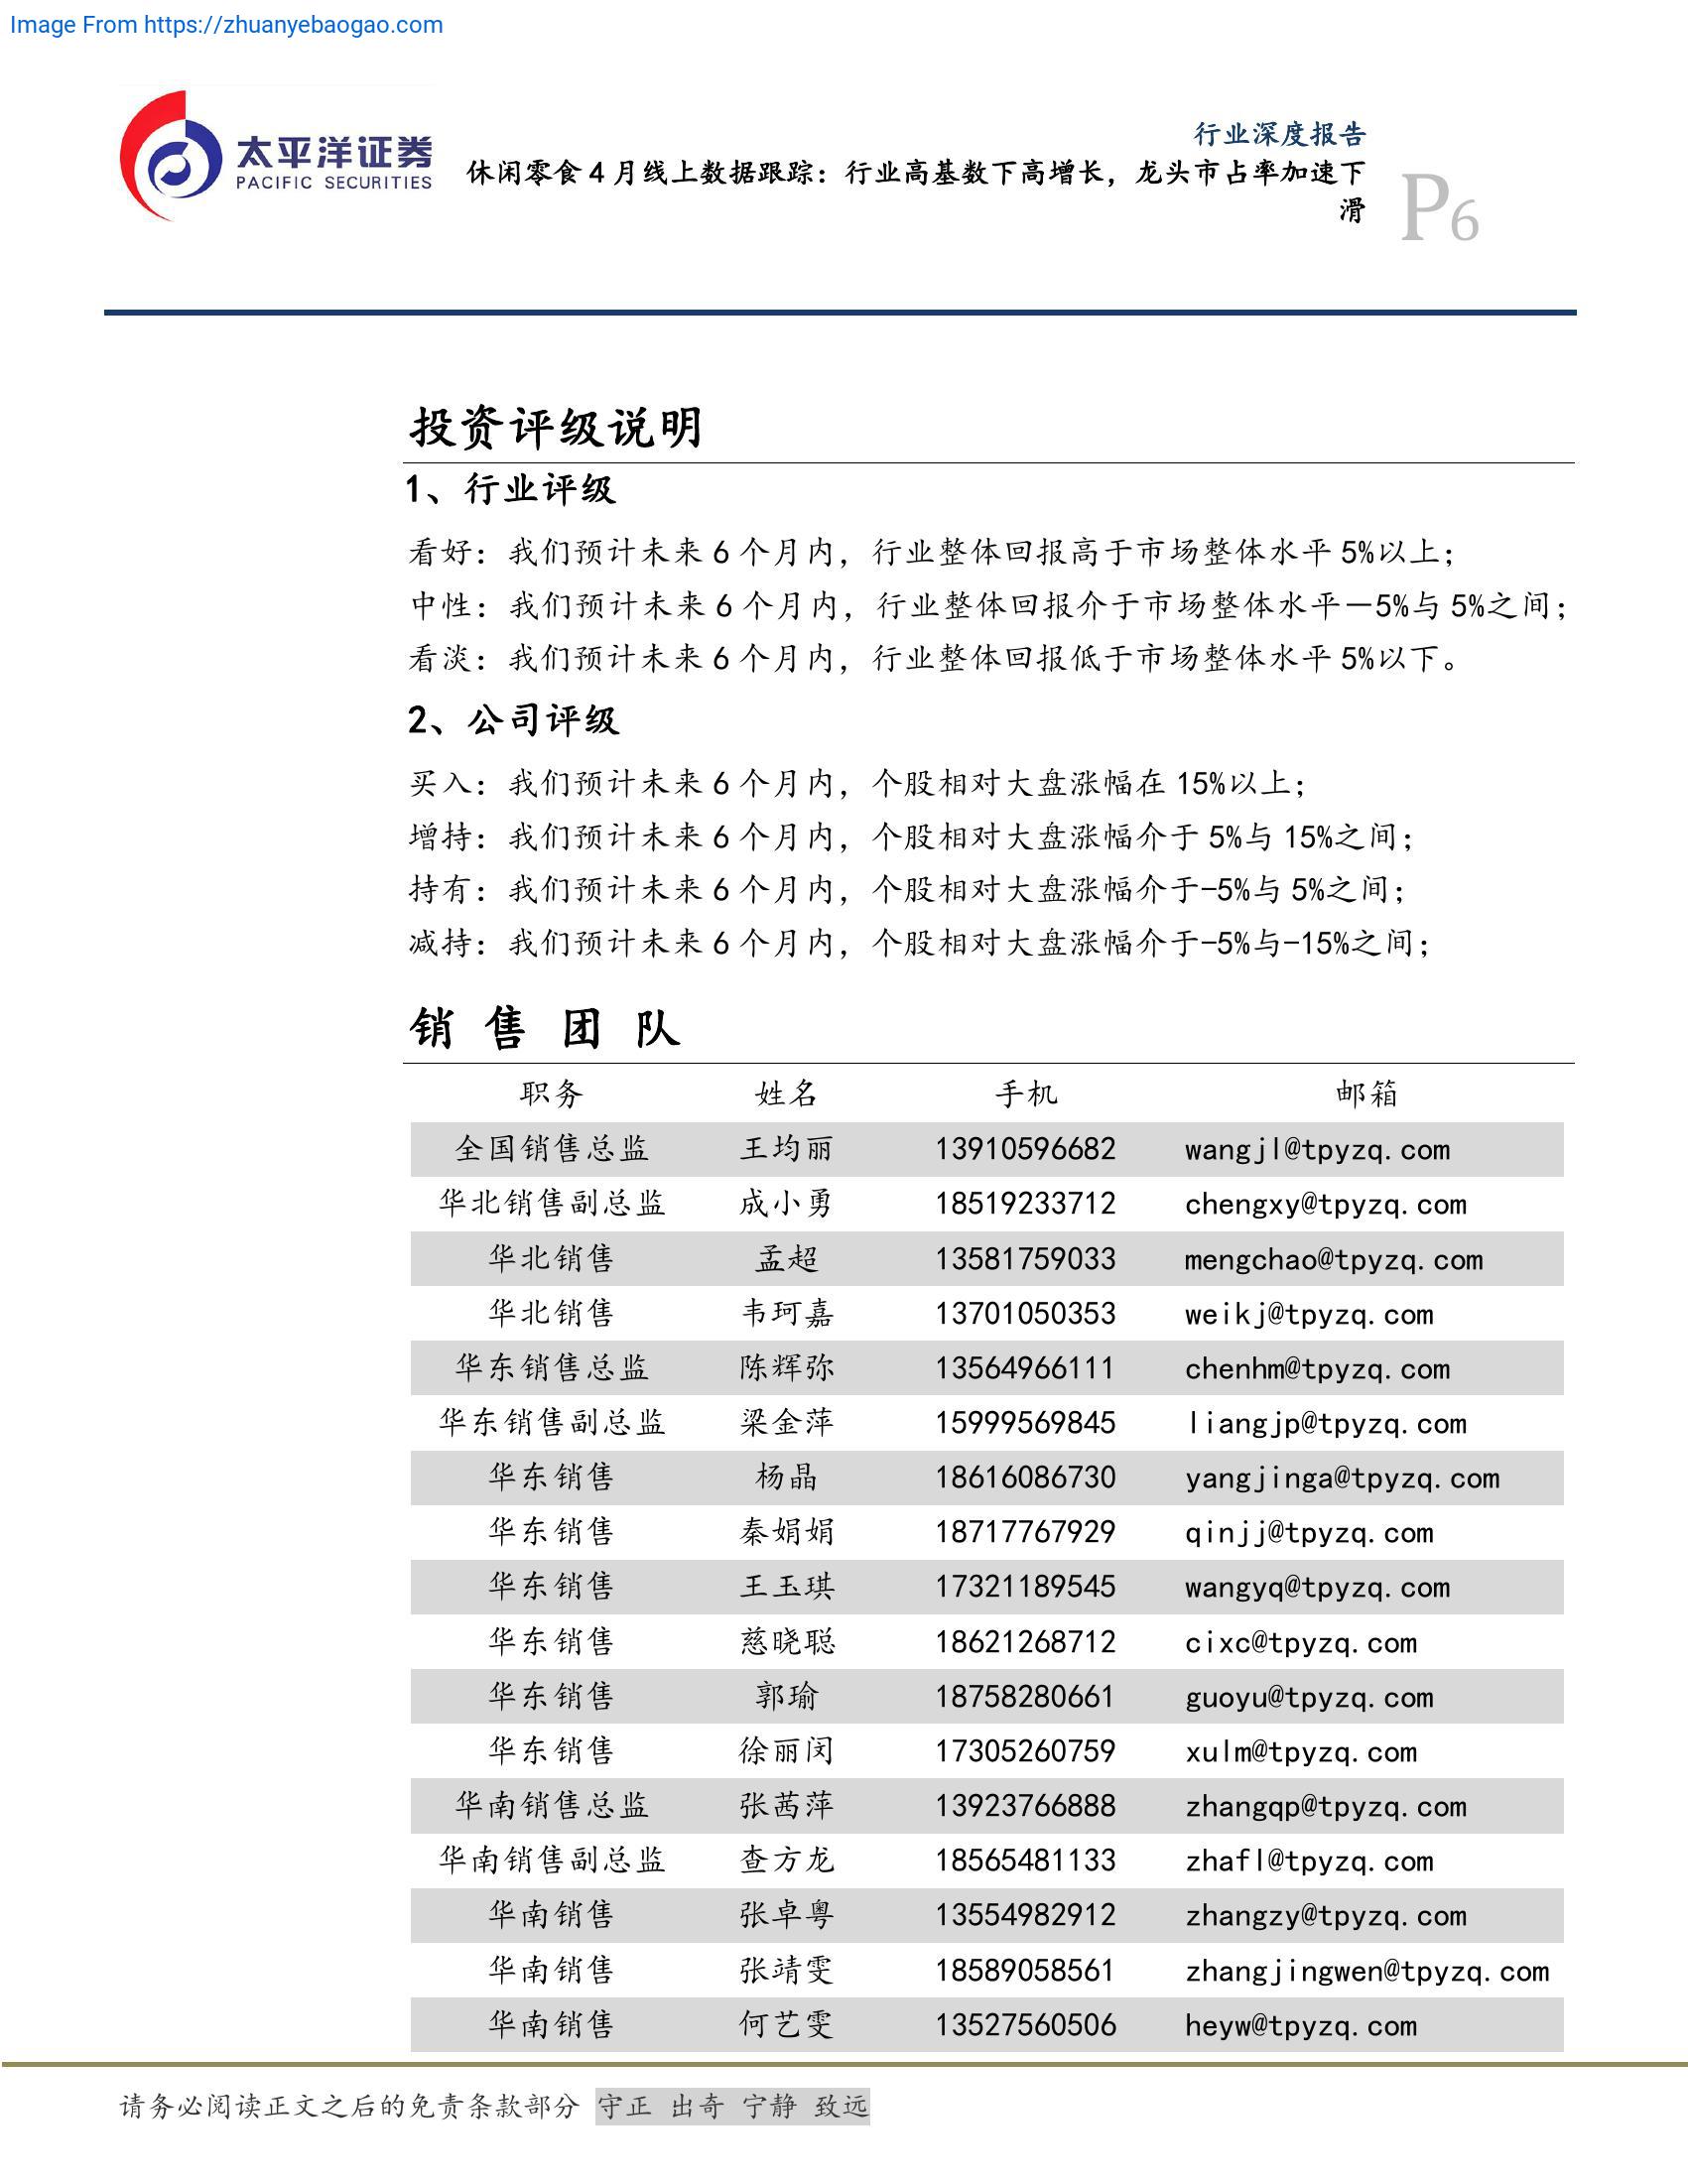 Image From https://zhuanyebaogao.com
太平洋证券
PACIFIC SECURITIES
行业深度报告
休闲零食 4 月线上数据跟踪：行业高基数下高增长，龙头市占率加速下
滑
P6
投资评级说明
1、行业评级
看好：我们预计未来 6 个月内，行业整体回报高于市场整体水平 5%以上；
中性：我们预计未来 6 个月内，行业整体回报介于市场整体水平－5%与 5%之间；
看淡：我们预计未来 6 个月内，行业整体回报低于市场整体水平 5%以下。
2、公司评级
买入：我们预计未来 6 个月内，个股相对大盘涨幅在 15%以上；
增持：我们预计未来 6 个月内，个股相对大盘涨幅介于 5%与 15%之间；
持有：我们预计未来 6 个月内，个股相对大盘涨幅介于-5%与 5%之间；
减持：我们预计未来 6 个月内，个股相对大盘涨幅介于-5%与-15%之间；
销 售 团 队
职务 姓名 手机 邮箱
全国销售总监 王均丽 13910596682 wangjl@tpyzq.com
华北销售副总监 成小勇 18519233712 chengxy@tpyzq.com
华北销售 孟超 13581759033 mengchao@tpyzq.com
华北销售 韦珂嘉 13701050353 weikj@tpyzq.com
华东销售总监 陈辉弥 13564966111 chenhm@tpyzq.com
华东销售副总监 梁金萍 15999569845 liangjp@tpyzq.com
华东销售 杨晶 18616086730 yangjinga@tpyzq.com
华东销售 秦娟娟 18717767929 qinjj@tpyzq.com
华东销售 王玉琪 17321189545 wangyq@tpyzq.com
华东销售 慈晓聪 18621268712 cixc@tpyzq.com
华东销售 郭瑜 18758280661 guoyu@tpyzq.com
华东销售 徐丽闵 17305260759 xulm@tpyzq.com
华南销售总监 张茜萍 13923766888 zhangqp@tpyzq.com
华南销售副总监 查方龙 18565481133 zhafl@tpyzq.com
华南销售 张卓粤 13554982912 zhangzy@tpyzq.com
华南销售 张靖雯 18589058561 zhangjingwen@tpyzq.com
华南销售 何艺雯 13527560506 heyw@tpyzq.com
请务必阅读正文之后的免责条款部分 守正 出奇 宁静 致远